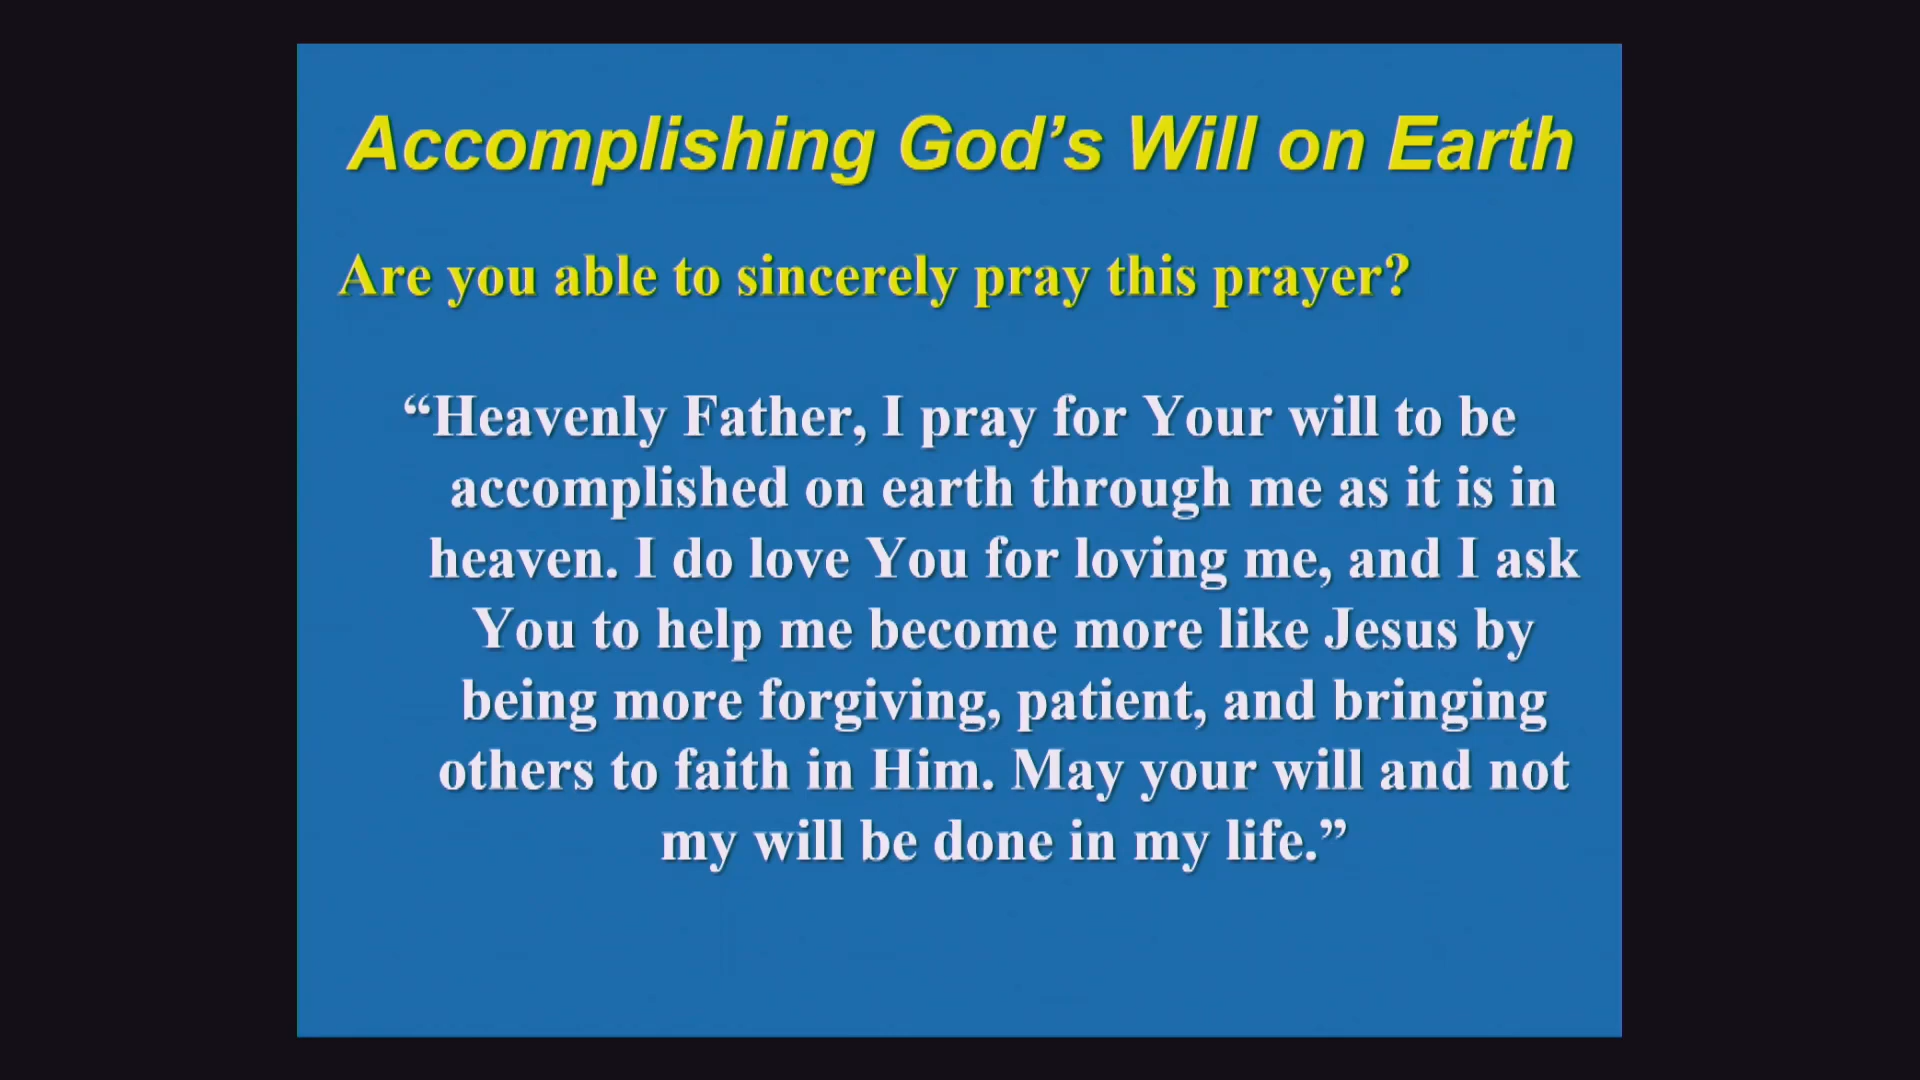 Accomplishing God’s Will on Earth
Are you able to sincerely pray this prayer?
“Heavenly Father, I pray for Your will to be
accomplished on earth through me as it is in
heaven. I do love You for loving me, and I ask
You to help me become more like Jesus by
being more forgiving, patient, and bringing
others to faith in Him. May your will and not
my will be done in my life.”